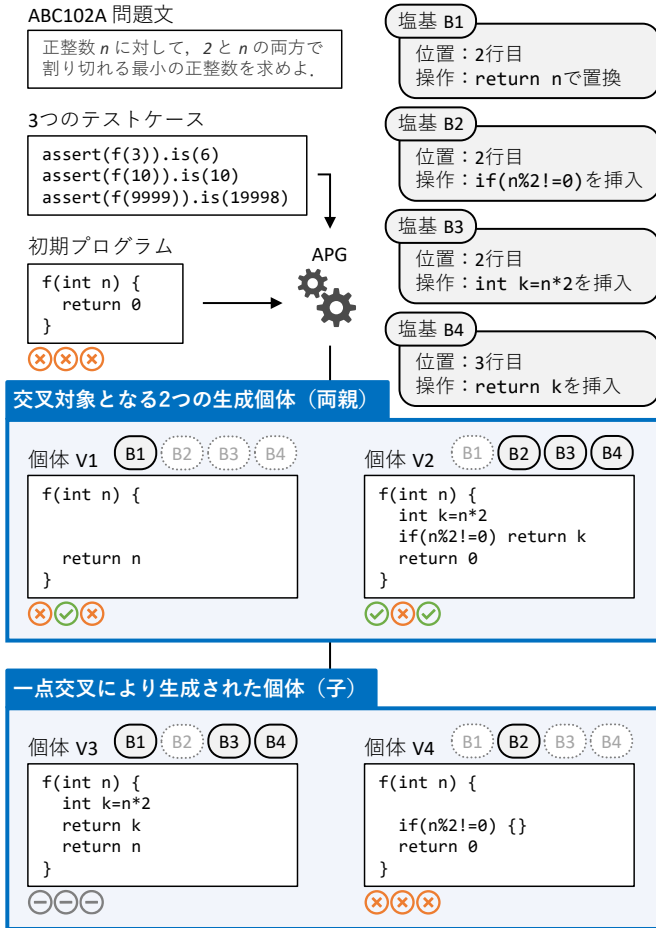 ABC102A 問題文
正整数 n に対して，2 と n の両方で
割り切れる最小の正整数を求めよ．
3つのテストケース
assert(f(3)).is(6)
assert(f(10)).is(10)
assert(f(9999)).is(19998)
初期プログラム
f(int n) {
  return 0
}
APG
塩基 B1
位置：2行目
操作：return nで置換
塩基 B2
位置：2行目
操作：if(n%2!=0)を挿入
塩基 B3
位置：2行目
操作：int k=n*2を挿入
塩基 B4
位置：3行目
操作：return kを挿入
交叉対象となる2つの生成個体（両親）
個体 V1 B1 B2 B3 B4
f(int n) {
  return n
}
個体 V2 B1 B2 B3 B4
f(int n) {
  int k=n*2
  if(n%2!=0) return k
  return 0
}
一点交叉により生成された個体（子）
個体 V3 B1 B2 B3 B4
f(int n) {
  int k=n*2
  return k
  return n
}
個体 V4 B1 B2 B3 B4
f(int n) {
  if(n%2!=0) {}
  return 0
}